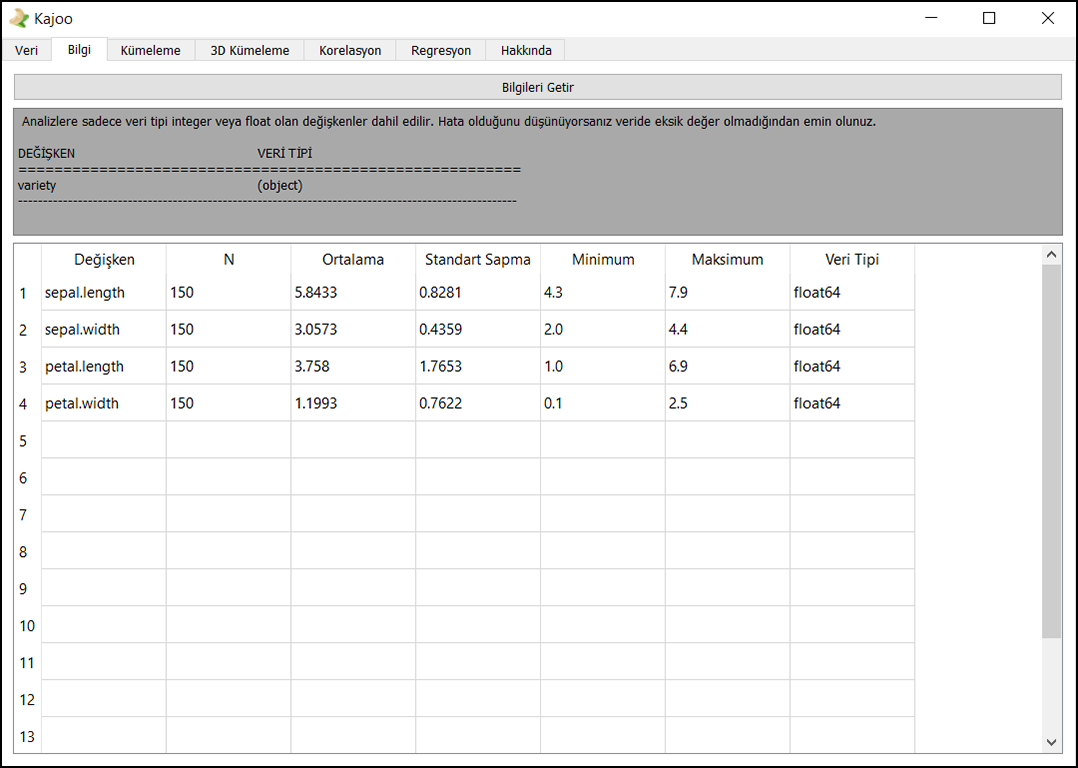 Kajoo
Veri Bilgi Kümeleme 3D Kümeleme Korelasyon Regresyon Hakkında
Bilgileri Getir
Analizlere sadece veri tipi integer veya float olan değişkenler dahil edilir. Hata olduğunu düşünüyorsanız veride eksik değer olmadığından emin olunuz.
DEĞİŞKEN VERİ TİPİ
========================================================
variety (object)
----------------------------------------------------------------------------------------------------
Değişken N Ortalama Standart Sapma Minimum Maksimum Veri Tipi
1 sepal.length 150 5.8433 0.8281 4.3 7.9 float64
2 sepal.width 150 3.0573 0.4359 2.0 4.4 float64
3 petal.length 150 3.758 1.7653 1.0 6.9 float64
4 petal.width 150 1.1993 0.7622 0.1 2.5 float64
5
6
7
8
9
10
11
12
13